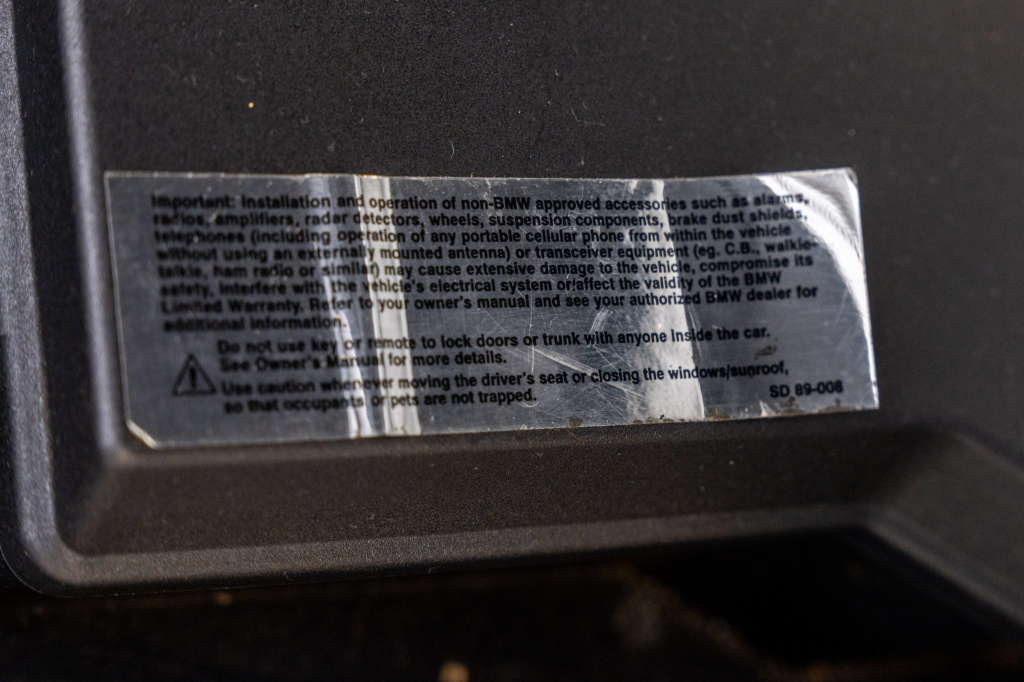 Important: Installation and operation of non-BMW approved accessories such as alarms,
radios, amplifiers, radar detectors, wheels, suspension components, brake dust shields,
telephones (including operation of any portable cellular phone from within the vehicle
without using an externally mounted antenna) or transceiver equipment (eg. C.B., walkie-
talkie, ham radio or similar) may cause extensive damage to the vehicle, compromise its
safety, interfere with the vehicle's electrical system or/affect the validity of the BMW
Limited Warranty. Refer to your owner's manual and see your authorized BMW dealer for
additional information.
Do not use key or remote to lock doors or trunk with anyone inside the car.
See Owner's Manual for more details.
Use caution whenever moving the driver's seat or closing the windows/sunroof,
so that occupants or pets are not trapped.
SD 89-008